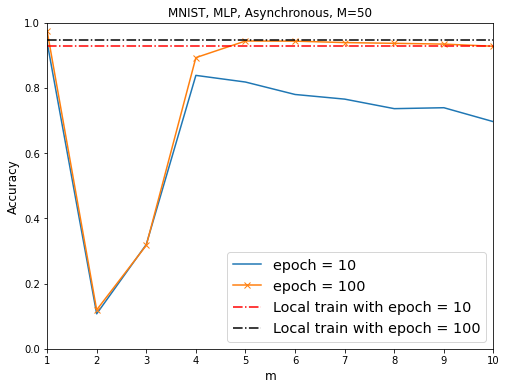 MNIST, MLP, Asynchronous, M=50
1.0
0.8
0.6
0.4
0.2
0.0
Accuracy
epoch = 10
epoch = 100
Local train with epoch = 10
Local train with epoch = 100
1 2 3 4 5 6 7 8 9 10
m